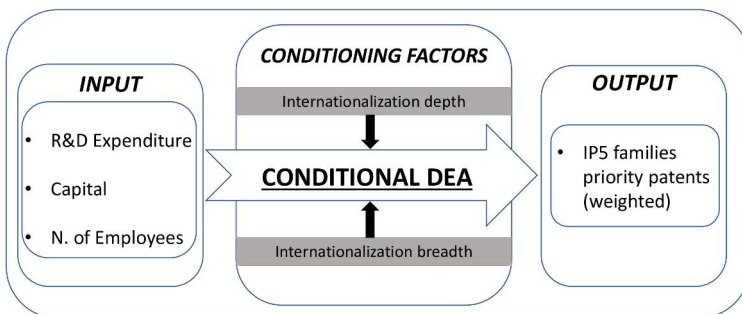 INPUT
• R&D Expenditure
• Capital
• N. of Employees
CONDITIONING FACTORS
Internationalization depth
CONDITIONAL DEA
Internationalization breadth
OUTPUT
• IP5 families
priority patents
(weighted)